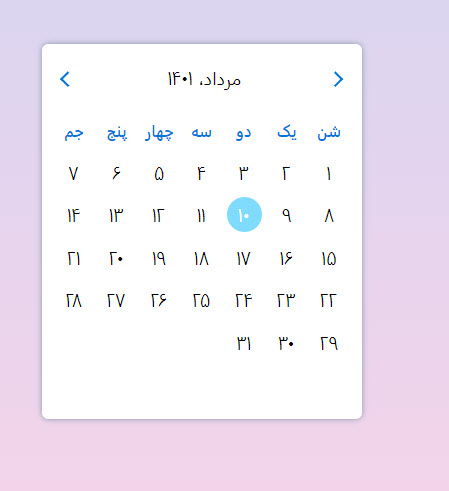 مرداد، ۱۴۰۱
شن یک دو سه چهار پنج جم
۱ ۲ ۳ ۴ ۵ ۶ ۷
۸ ۹ ۱۰ ۱۱ ۱۲ ۱۳ ۱۴
۱۵ ۱۶ ۱۷ ۱۸ ۱۹ ۲۰ ۲۱
۲۲ ۲۳ ۲۴ ۲۵ ۲۶ ۲۷ ۲۸
۲۹ ۳۰ ۳۱